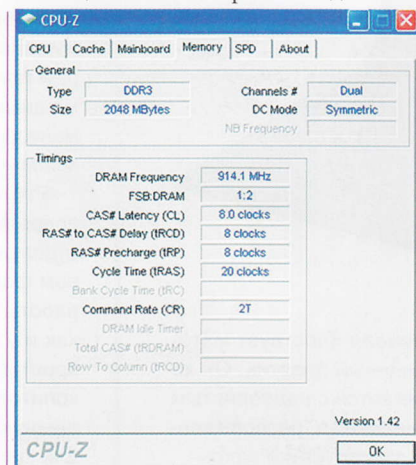 CPU-Z
CPU Cache Mainboard Memory SPD About
General
Type DDR3 Channels # Dual
Size 2048 MBytes DC Mode Symmetric
NB Frequency
Timings
DRAM Frequency 914.1 MHz
FSB:DRAM 1:2
CAS# Latency (CL) 8.0 clocks
RAS# to CAS# Delay (tRCD) 8 clocks
RAS# Precharge (tRP) 8 clocks
Cycle Time (tRAS) 20 clocks
Bank Cycle Time (tRC)
Command Rate (CR) 2T
DRAM Idle Timer
Total CAS# (tRDRAM)
Row To Column (tRCD)
Version 1.42
CPU-Z OK